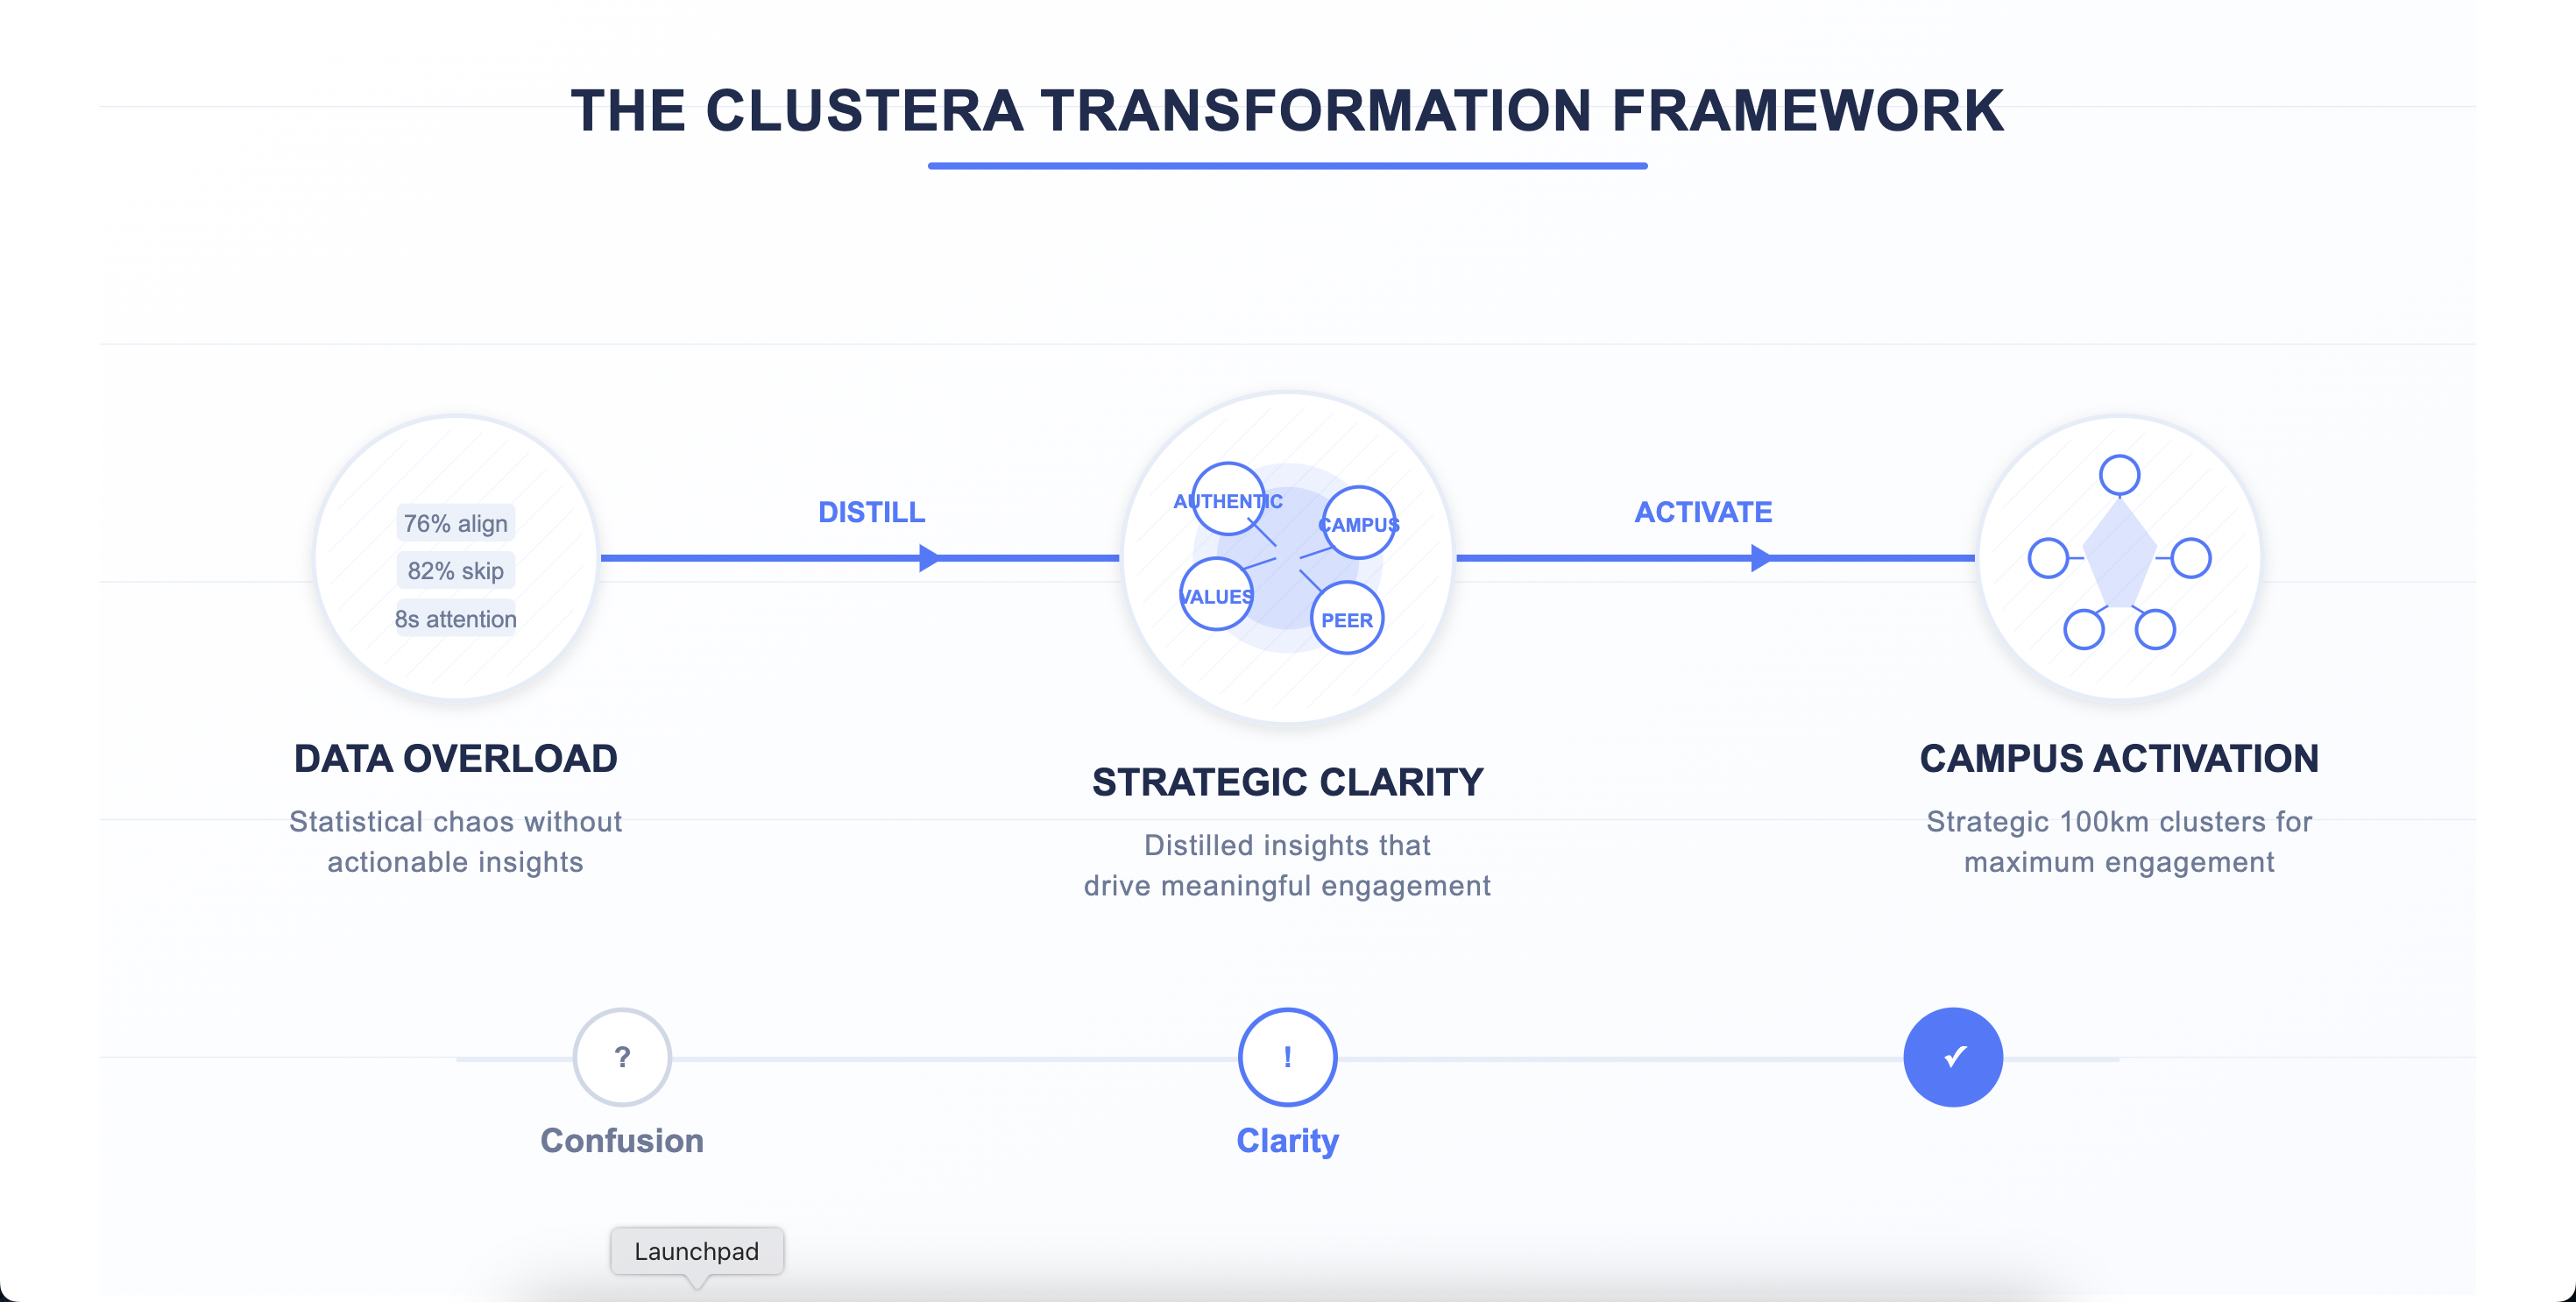 THE CLUSTERA TRANSFORMATION FRAMEWORK
76% align
82% skip
8s attention
DISTILL
AUTHENTIC
CAMPUS
VALUES
PEER
ACTIVATE
DATA OVERLOAD
Statistical chaos without
actionable insights
STRATEGIC CLARITY
Distilled insights that
drive meaningful engagement
CAMPUS ACTIVATION
Strategic 100km clusters for
maximum engagement
?
!
✓
Confusion
Clarity
Launchpad